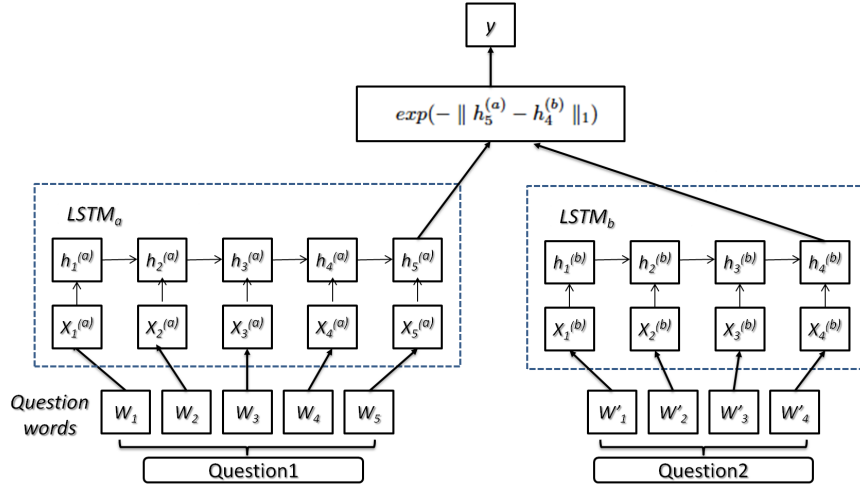 y
exp(− ‖ h₅⁽ᵃ⁾ − h₄⁽ᵇ⁾ ‖₁)
LSTMₐ
h₁⁽ᵃ⁾ h₂⁽ᵃ⁾ h₃⁽ᵃ⁾ h₄⁽ᵃ⁾ h₅⁽ᵃ⁾
X₁⁽ᵃ⁾ X₂⁽ᵃ⁾ X₃⁽ᵃ⁾ X₄⁽ᵃ⁾ X₅⁽ᵃ⁾
LSTM_b
h₁⁽ᵇ⁾ h₂⁽ᵇ⁾ h₃⁽ᵇ⁾ h₄⁽ᵇ⁾
X₁⁽ᵇ⁾ X₂⁽ᵇ⁾ X₃⁽ᵇ⁾ X₄⁽ᵇ⁾
Question
words
W₁ W₂ W₃ W₄ W₅
W'₁ W'₂ W'₃ W'₄
Question1
Question2